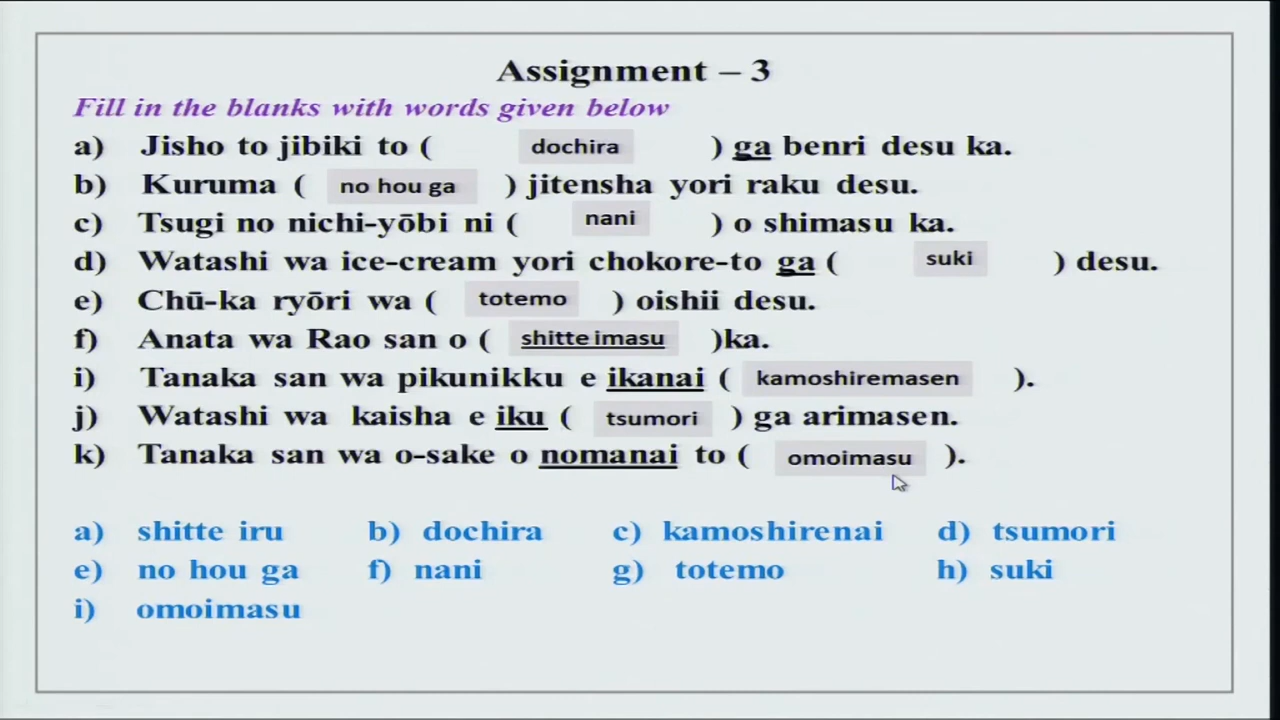 Assignment – 3
Fill in the blanks with words given below
a) Jisho to jibiki to ( dochira ) ga benri desu ka.
b) Kuruma ( no hou ga ) jitensha yori raku desu.
c) Tsugi no nichi-yōbi ni ( nani ) o shimasu ka.
d) Watashi wa ice-cream yori chokore-to ga ( suki ) desu.
e) Chū-ka ryōri wa ( totemo ) oishii desu.
f) Anata wa Rao san o ( shitte imasu )ka.
i) Tanaka san wa pikunikku e ikanai ( kamoshiremasen ).
j) Watashi wa kaisha e iku ( tsumori ) ga arimasen.
k) Tanaka san wa o-sake o nomanai to ( omoimasu ).
a) shitte iru b) dochira c) kamoshirenai d) tsumori
e) no hou ga f) nani g) totemo h) suki
i) omoimasu